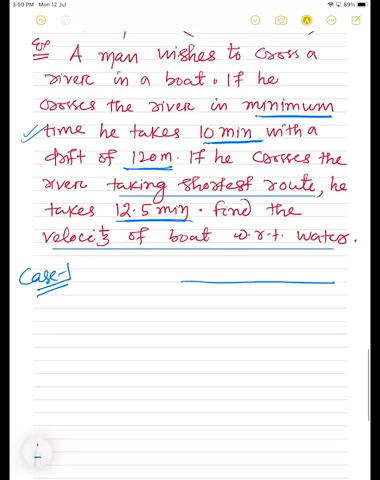 3:50 PM Mon 12 Jul 89%
A man wishes to cross a
river in a boat. If he
crosses the river in minimum
time he takes 10 min with a
drift of 120m. If he crosses the
river taking shortest route, he
takes 12.5 min. find the
velocity of boat w.r.t. water.
Case-1